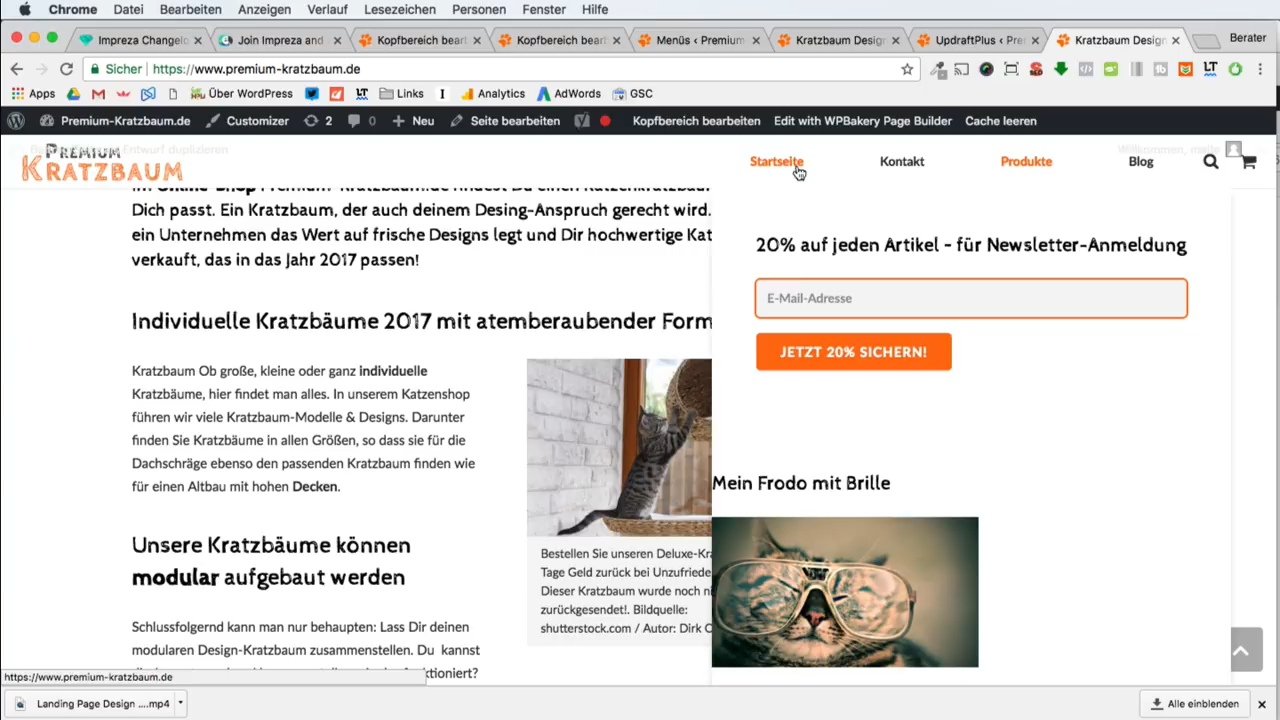 Chrome Datei Bearbeiten Anzeigen Verlauf Lesezeichen Personen Fenster Hilfe
Impreza Changelo Join Impreza and Kopfbereich bear Kopfbereich bear Menüs ‹ Premium Kratzbaum Design UpdraftPlus ‹ Pre Kratzbaum Design Berater
Sicher https://www.premium-kratzbaum.de
Apps Über WordPress LT Links I Analytics AdWords GSC
Premium-Kratzbaum.de Customizer 2 0 Neu Seite bearbeiten Kopfbereich bearbeiten Edit with WPBakery Page Builder Cache leeren
Entwurf duplizieren
PREMIUM
KRATZBAUM
Startseite Kontakt Produkte Blog
Dich passt. Ein Kratzbaum, der auch deinem Desing-Anspruch gerecht wird.
ein Unternehmen das Wert auf frische Designs legt und Dir hochwertige Kat
verkauft, das in das Jahr 2017 passen!
20% auf jeden Artikel - für Newsletter-Anmeldung
E-Mail-Adresse
JETZT 20% SICHERN!
Individuelle Kratzbäume 2017 mit atemberaubender Form
Kratzbaum Ob große, kleine oder ganz individuelle
Kratzbäume, hier findet man alles. In unserem Katzenshop
führen wir viele Kratzbaum-Modelle & Designs. Darunter
finden Sie Kratzbäume in allen Größen, so dass sie für die
Dachschräge ebenso den passenden Kratzbaum finden wie
für einen Altbau mit hohen Decken.
Unsere Kratzbäume können
modular aufgebaut werden
Schlussfolgernd kann man nur behaupten: Lass Dir deinen
modularen Design-Kratzbaum zusammenstellen. Du kannst
Bestellen Sie unseren Deluxe-Kra
Tage Geld zurück bei Unzufriede
Dieser Kratzbaum wurde noch ni
zurückgesendet!. Bildquelle:
shutterstock.com / Autor: Dirk O
Mein Frodo mit Brille
https://www.premium-kratzbaum.de
Landing Page Design ....mp4 Alle einblenden